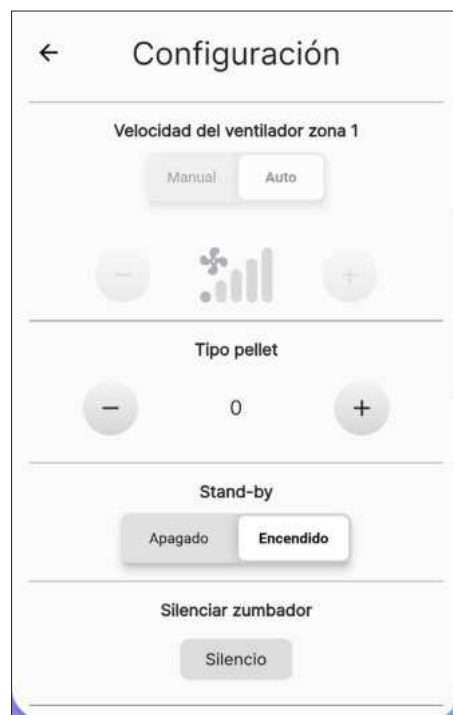 ← Configuración
Velocidad del ventilador zona 1
Manual Auto
− +
Tipo pellet
− 0 +
Stand-by
Apagado Encendido
Silenciar zumbador
Silencio